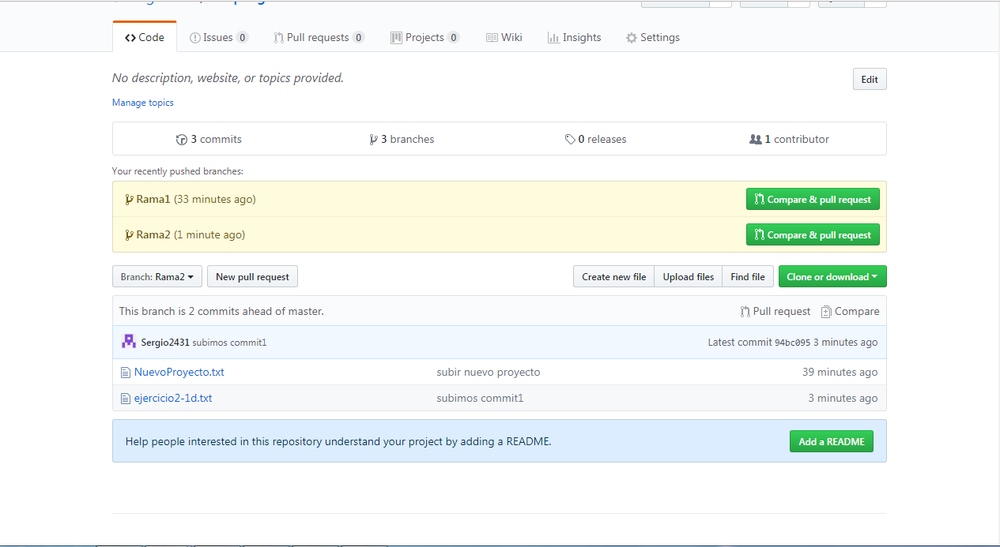 Code Issues 0 Pull requests 0 Projects 0 Wiki Insights Settings
No description, website, or topics provided. Edit
Manage topics
3 commits 3 branches 0 releases 1 contributor
Your recently pushed branches:
Rama1 (33 minutes ago) Compare & pull request
Rama2 (1 minute ago) Compare & pull request
Branch: Rama2 New pull request Create new file Upload files Find file Clone or download
This branch is 2 commits ahead of master. Pull request Compare
Sergio2431 subimos commit1 Latest commit 94bc095 3 minutes ago
NuevoProyecto.txt subir nuevo proyecto 39 minutes ago
ejercicio2-1d.txt subimos commit1 3 minutes ago
Help people interested in this repository understand your project by adding a README. Add a README